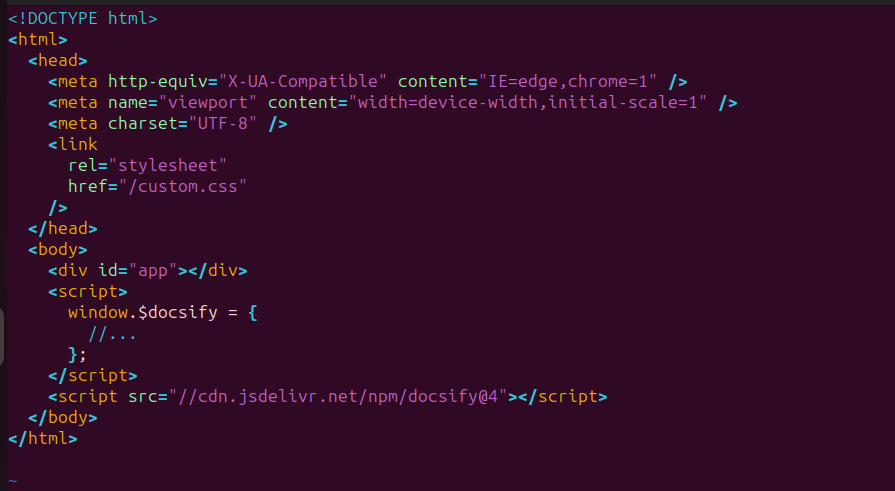 <!DOCTYPE html>
<html>
  <head>
    <meta http-equiv="X-UA-Compatible" content="IE=edge,chrome=1" />
    <meta name="viewport" content="width=device-width,initial-scale=1" />
    <meta charset="UTF-8" />
    <link
      rel="stylesheet"
      href="/custom.css"
    />
  </head>
  <body>
    <div id="app"></div>
    <script>
      window.$docsify = {
        //...
      };
    </script>
    <script src="//cdn.jsdelivr.net/npm/docsify@4"></script>
  </body>
</html>
~